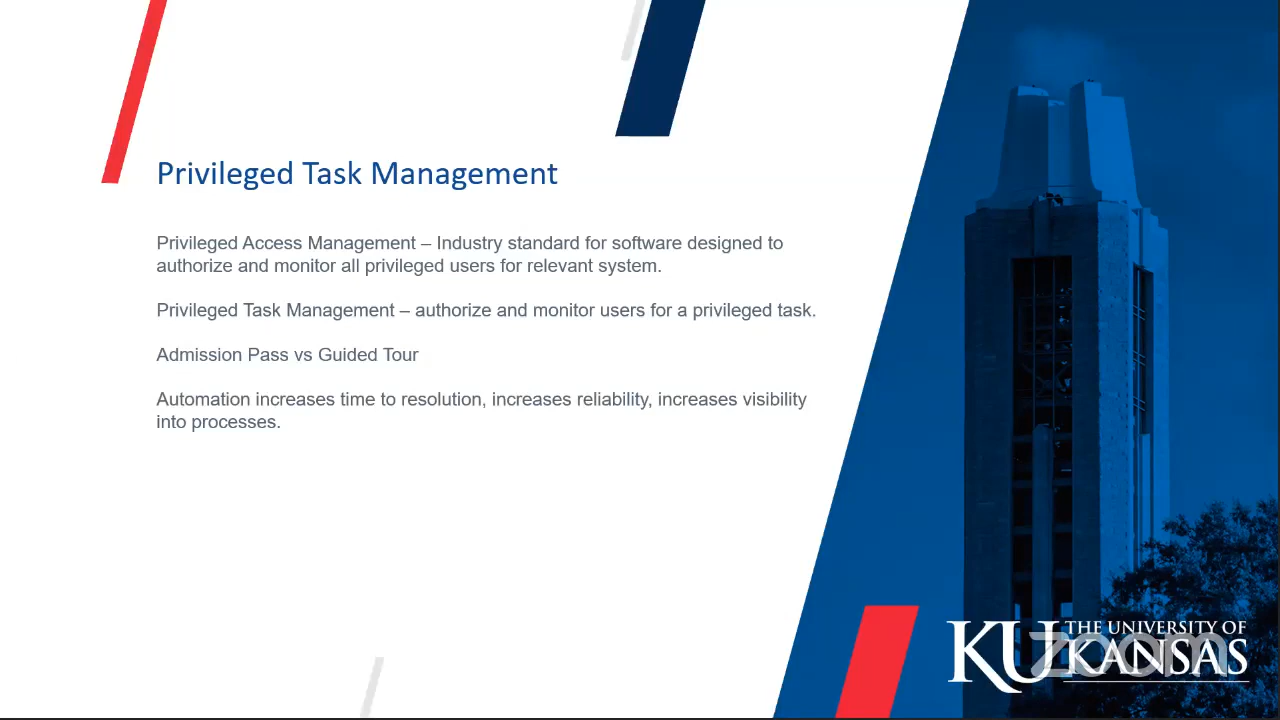 Privileged Task Management
Privileged Access Management – Industry standard for software designed to
authorize and monitor all privileged users for relevant system.
Privileged Task Management – authorize and monitor users for a privileged task.
Admission Pass vs Guided Tour
Automation increases time to resolution, increases reliability, increases visibility
into processes.
KU THE UNIVERSITY OF
KANSAS
zoom